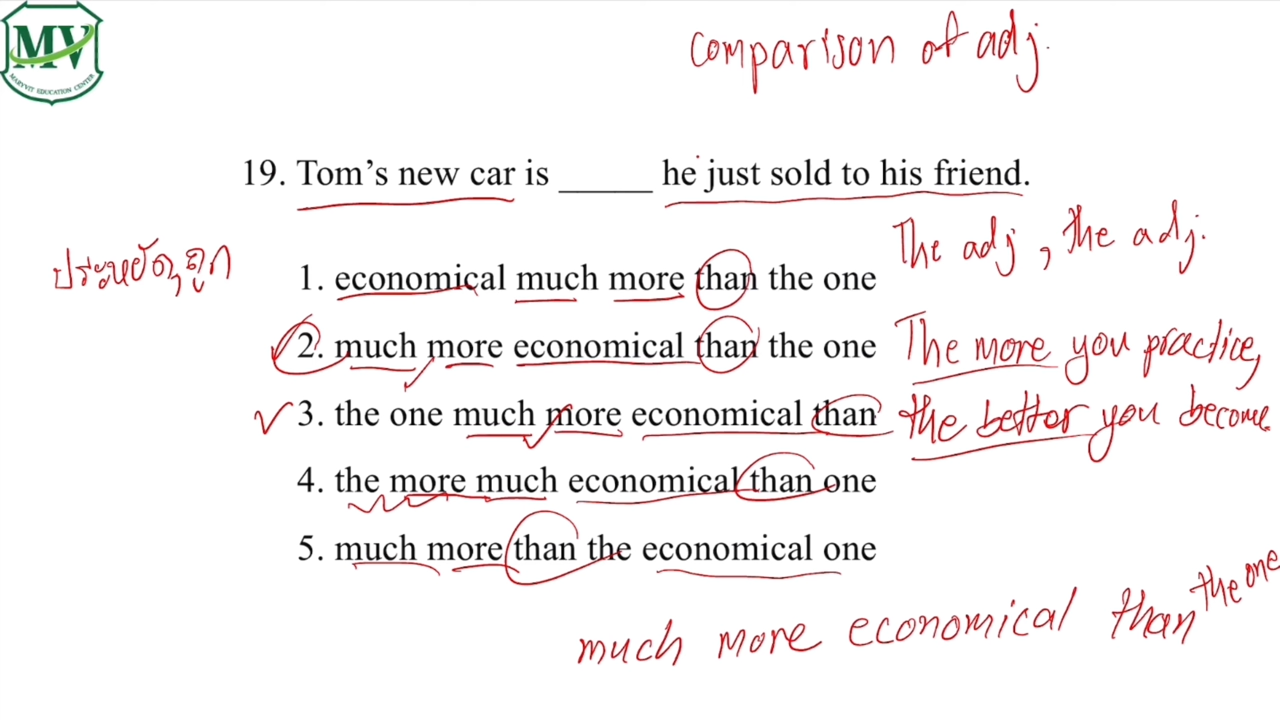 MV
MARYVIT EDUCATION CENTER
comparison of adj.
19. Tom's new car is ______ he just sold to his friend.
The adj, the adj.
ประหยัด, ถูก
1. economical much more than the one
2. much more economical than the one
The more you practice,
3. the one much more economical than
the better you become
4. the more much economical than one
5. much more than the economical one
much more economical than the one